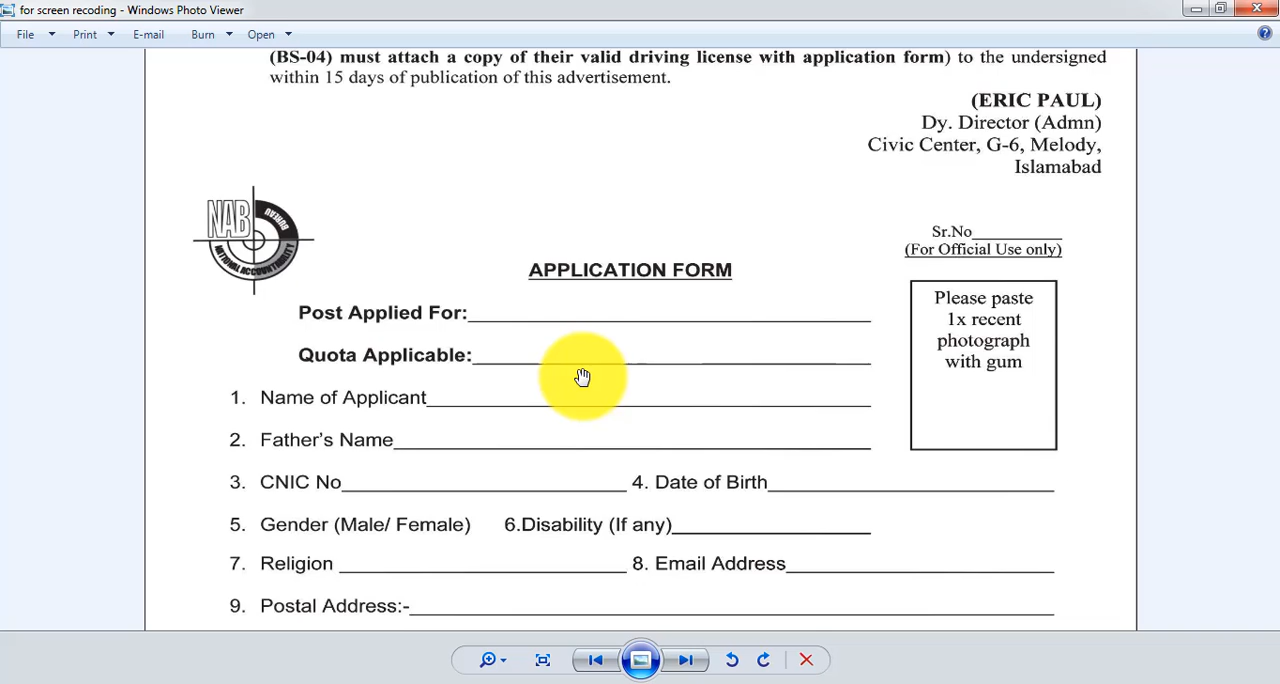 for screen recoding - Windows Photo Viewer
File Print E-mail Burn Open
(BS-04) must attach a copy of their valid driving license with application form) to the undersigned
within 15 days of publication of this advertisement.
(ERIC PAUL)
Dy. Director (Admn)
Civic Center, G-6, Melody,
Islamabad
NAB
BUREAU
NATIONAL ACCOUNTABILITY
Sr.No__________
(For Official Use only)
APPLICATION FORM
Please paste
1x recent
photograph
with gum
Post Applied For:
Quota Applicable:
1. Name of Applicant
2. Father's Name
3. CNIC No 4. Date of Birth
5. Gender (Male/ Female) 6.Disability (If any)
7. Religion 8. Email Address
9. Postal Address:-